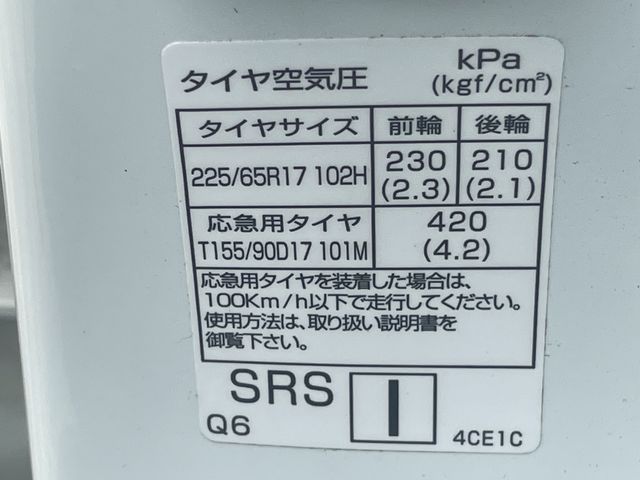 タイヤ空気圧 kPa
(kgf/cm²)
タイヤサイズ 前輪 後輪
225/65R17 102H 230 210
(2.3) (2.1)
応急用タイヤ 420
T155/90D17 101M (4.2)
応急用タイヤを装着した場合は、
100Km/h以下で走行してください。
使用方法は、取り扱い説明書を
御覧下さい。
SRS I
Q6 4CE1C